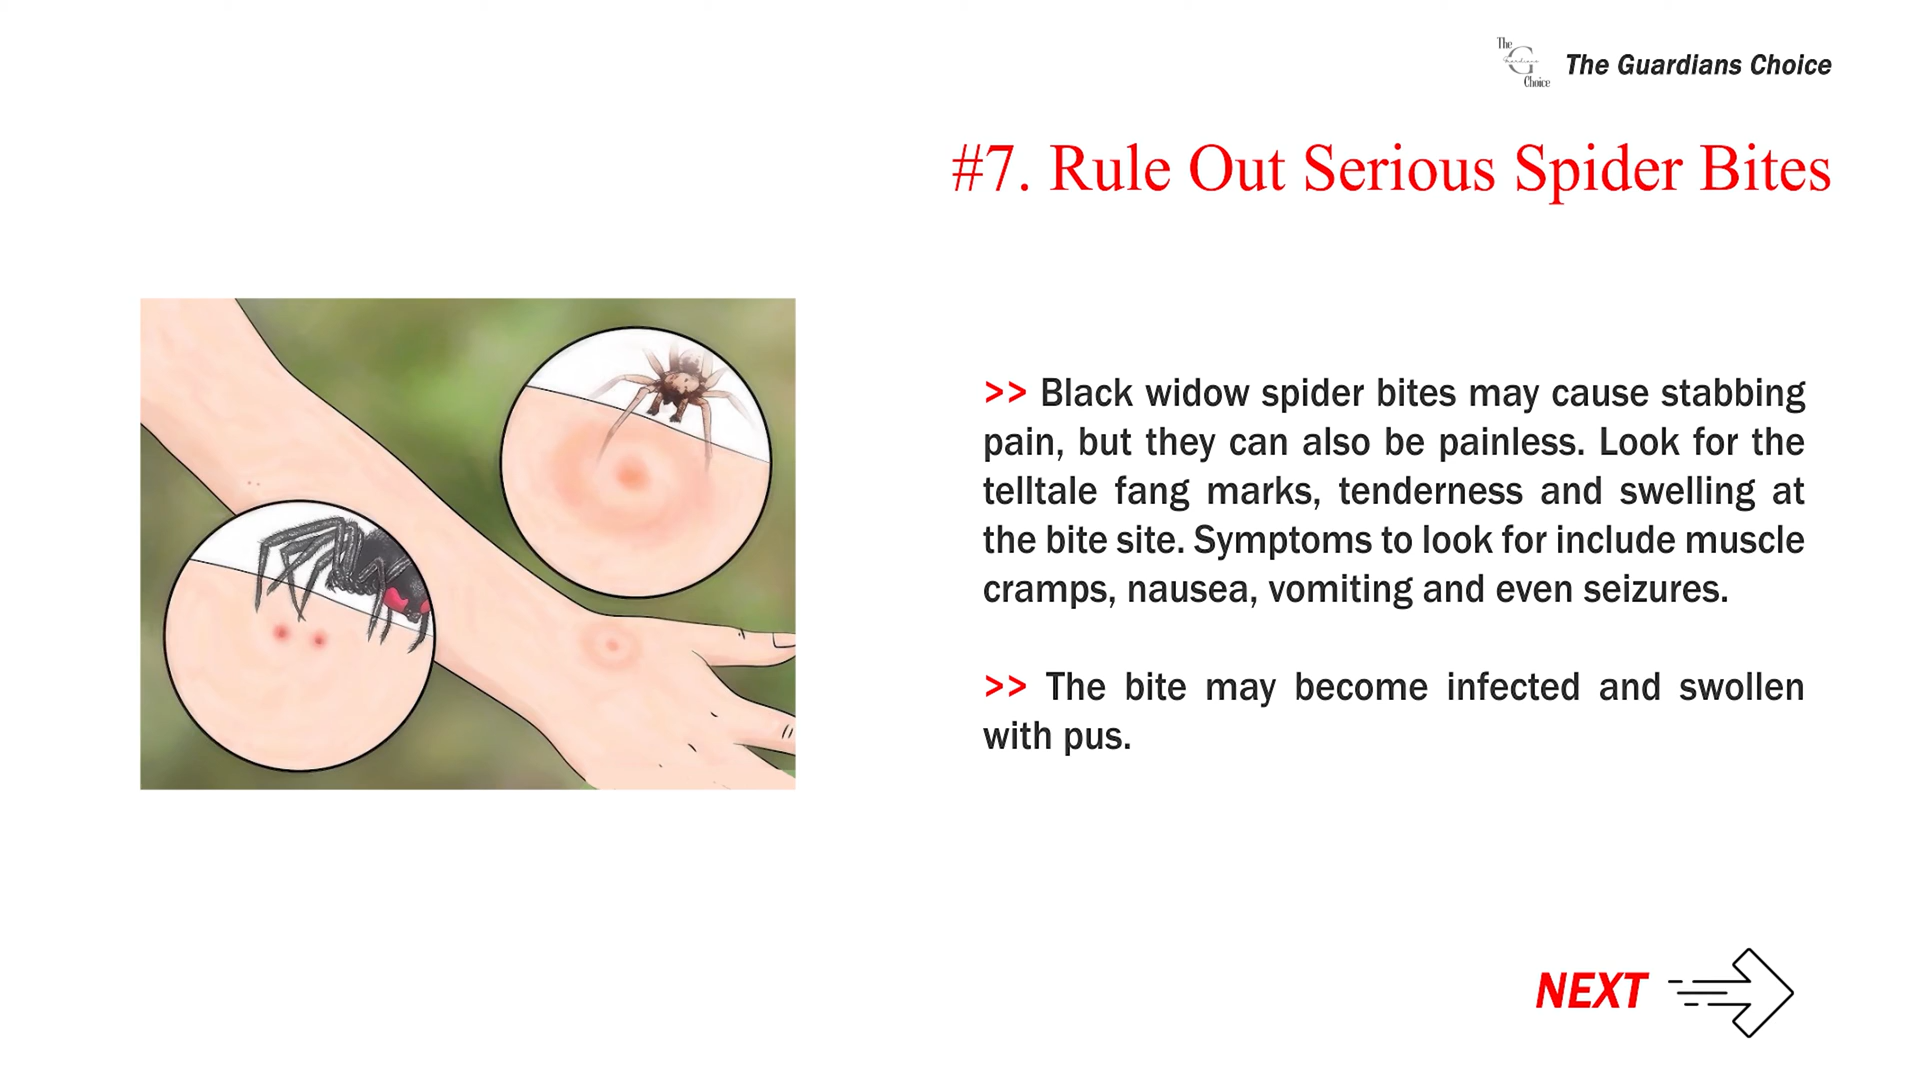 The
G
Choice
The Guardians Choice
#7. Rule Out Serious Spider Bites
>> Black widow spider bites may cause stabbing
pain, but they can also be painless. Look for the
telltale fang marks, tenderness and swelling at
the bite site. Symptoms to look for include muscle
cramps, nausea, vomiting and even seizures.
>> The bite may become infected and swollen
with pus.
NEXT